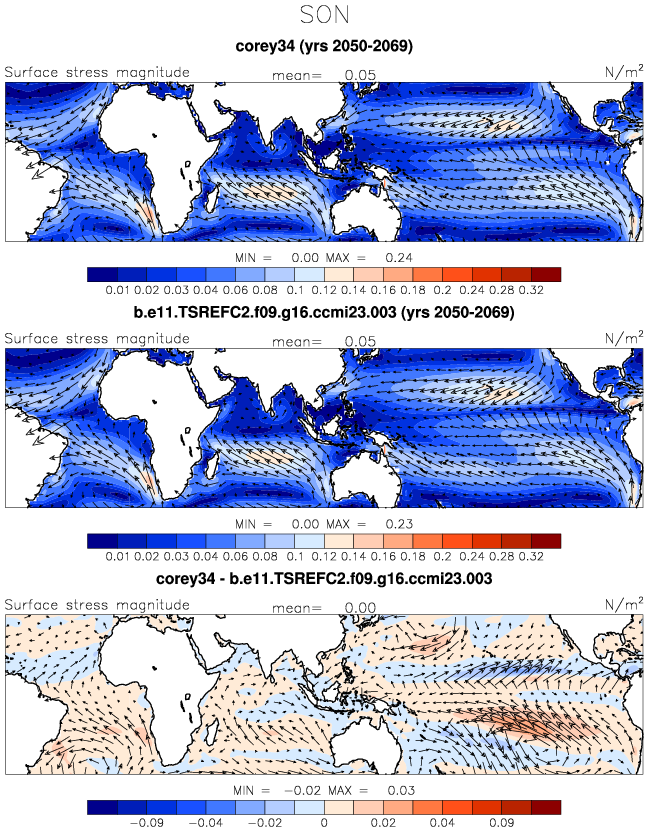 SON
corey34 (yrs 2050-2069)
Surface stress magnitude mean= 0.05 N/m²
MIN = 0.00 MAX = 0.24
0.01 0.02 0.03 0.04 0.06 0.08 0.1 0.12 0.14 0.16 0.18 0.2 0.24 0.28 0.32
b.e11.TSREFC2.f09.g16.ccmi23.003 (yrs 2050-2069)
Surface stress magnitude mean= 0.05 N/m²
MIN = 0.00 MAX = 0.23
0.01 0.02 0.03 0.04 0.06 0.08 0.1 0.12 0.14 0.16 0.18 0.2 0.24 0.28 0.32
corey34 - b.e11.TSREFC2.f09.g16.ccmi23.003
Surface stress magnitude mean= 0.00 N/m²
MIN = −0.02 MAX = 0.03
−0.09 −0.04 −0.02 0 0.02 0.04 0.09